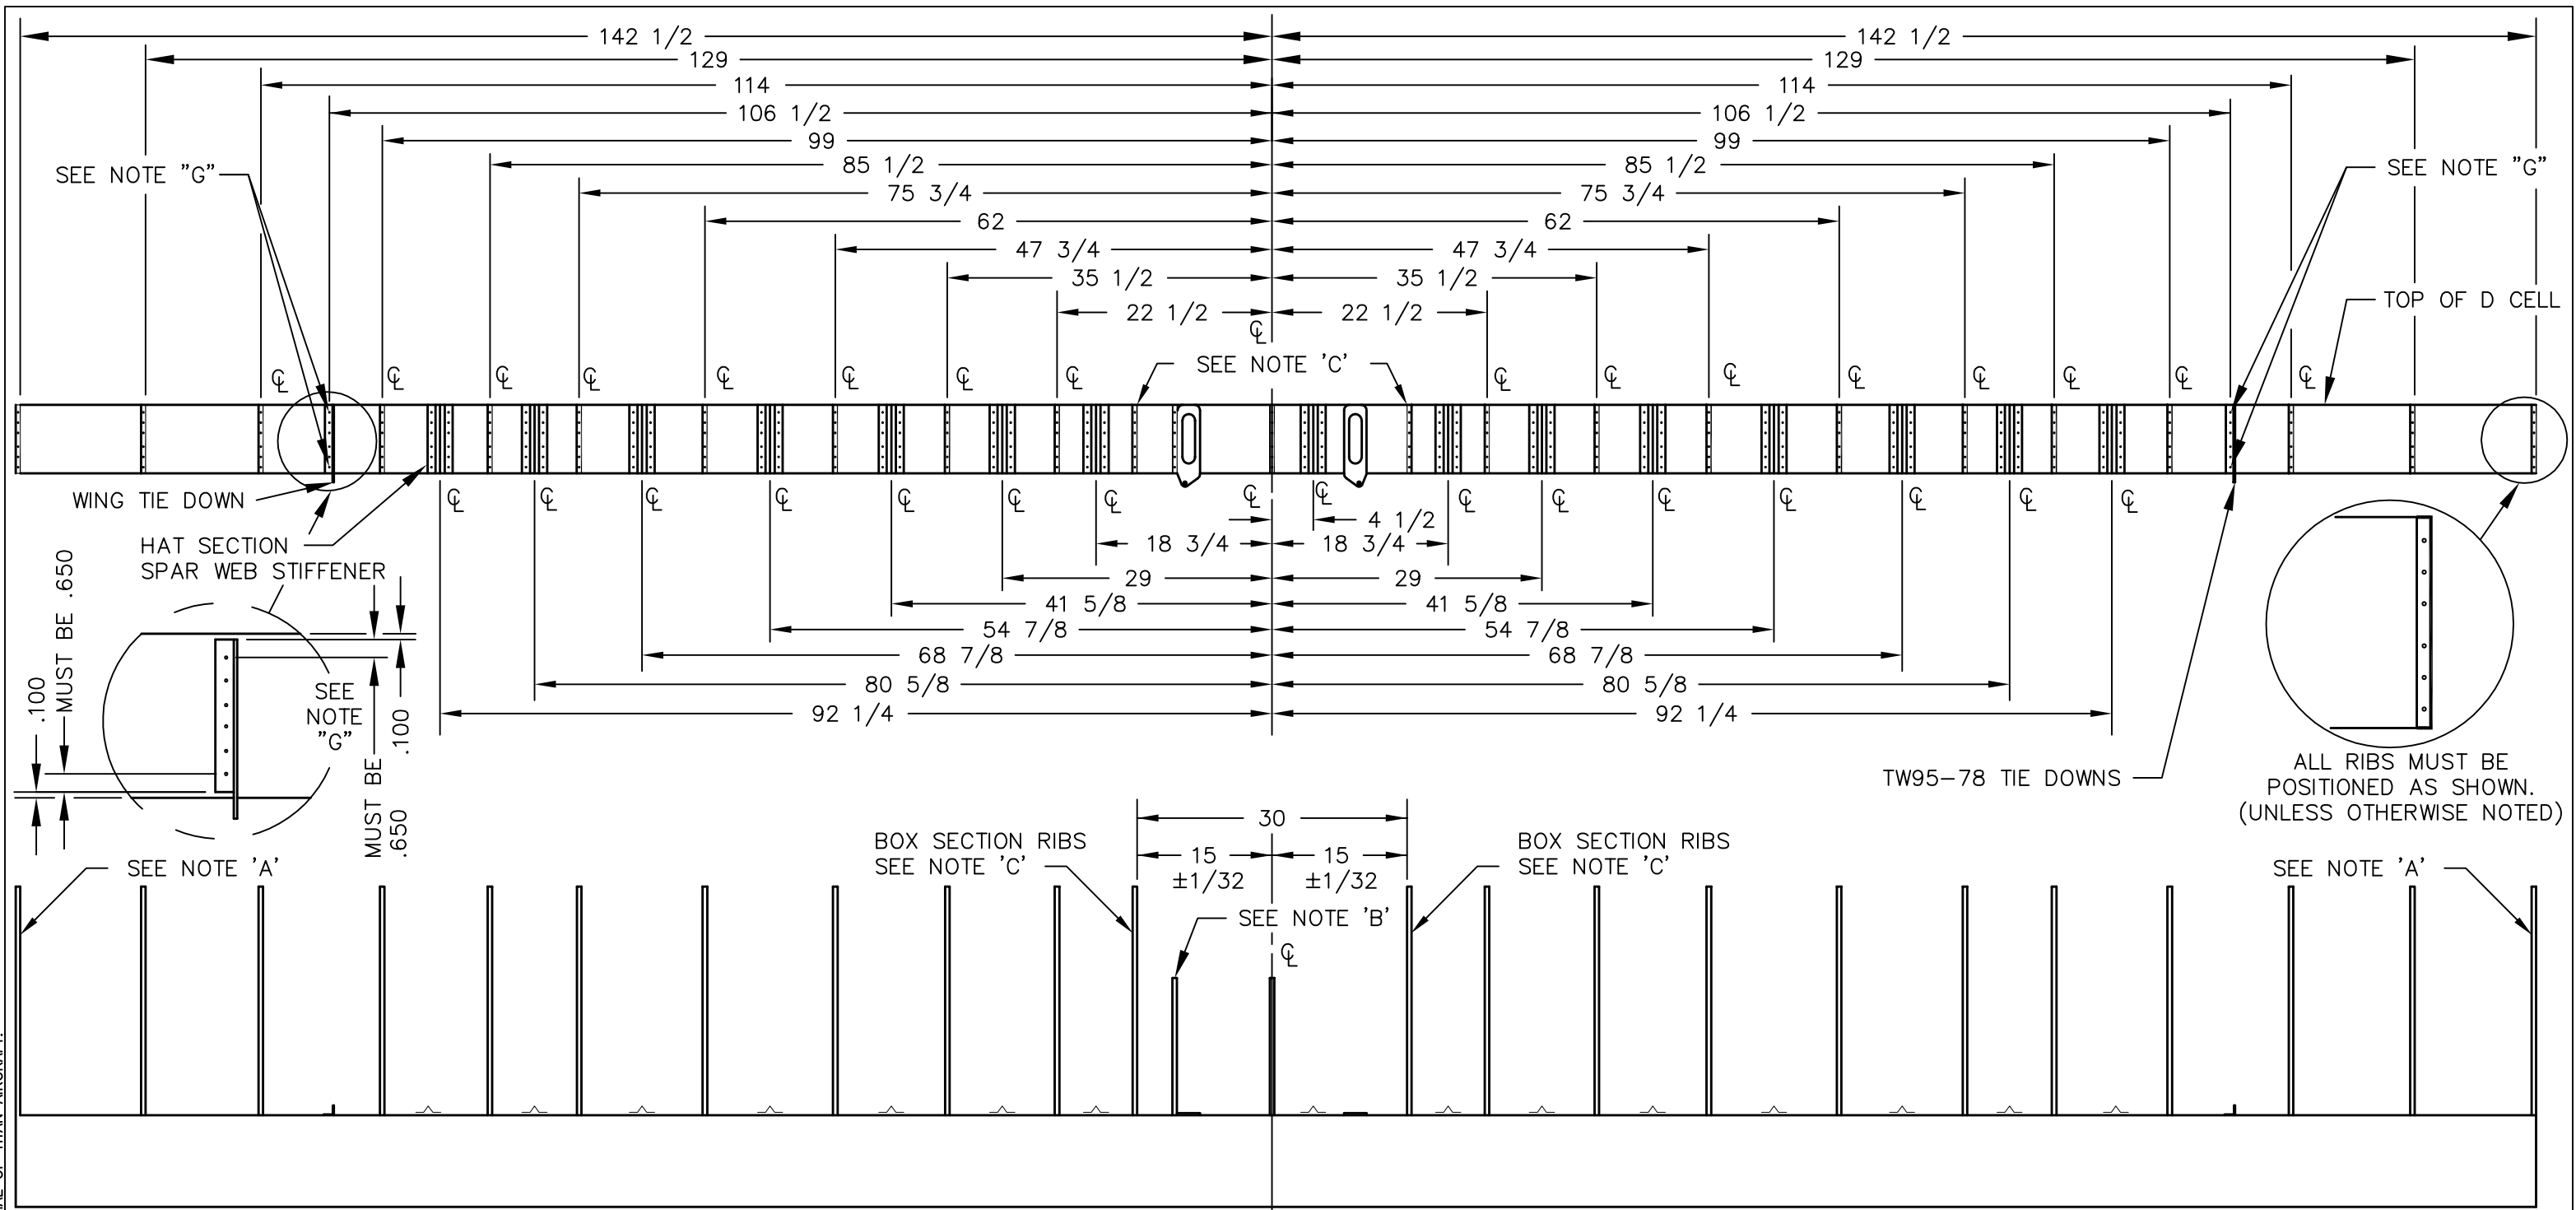 142 1/2 142 1/2
129 129
114 114
106 1/2 106 1/2
99 99
85 1/2 85 1/2
SEE NOTE "G" SEE NOTE "G"
75 3/4 75 3/4
62 62
47 3/4 47 3/4
35 1/2 35 1/2
22 1/2 22 1/2
TOP OF D CELL
℄
SEE NOTE 'C'
℄ ℄ ℄ ℄ ℄ ℄ ℄ ℄ ℄ ℄ ℄ ℄ ℄ ℄ ℄ ℄
WING TIE DOWN
℄ ℄ ℄ ℄ ℄ ℄ ℄ ℄ ℄ ℄ ℄ ℄ ℄ ℄ ℄ ℄
4 1/2
HAT SECTION
SPAR WEB STIFFENER
18 3/4 18 3/4
29 29
41 5/8 41 5/8
54 7/8 54 7/8
68 7/8 68 7/8
80 5/8 80 5/8
92 1/4 92 1/4
.100
MUST BE .650
SEE
NOTE
"G"
MUST BE
.650
.100
TW95-78 TIE DOWNS
ALL RIBS MUST BE
POSITIONED AS SHOWN.
(UNLESS OTHERWISE NOTED)
30
15 15
±1/32 ±1/32
BOX SECTION RIBS
SEE NOTE 'C'
BOX SECTION RIBS
SEE NOTE 'C'
SEE NOTE 'A' SEE NOTE 'A'
SEE NOTE 'B'
℄